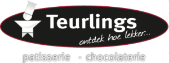 Teurlings
ontdek hoe lekker...
patisserie - chocolaterie